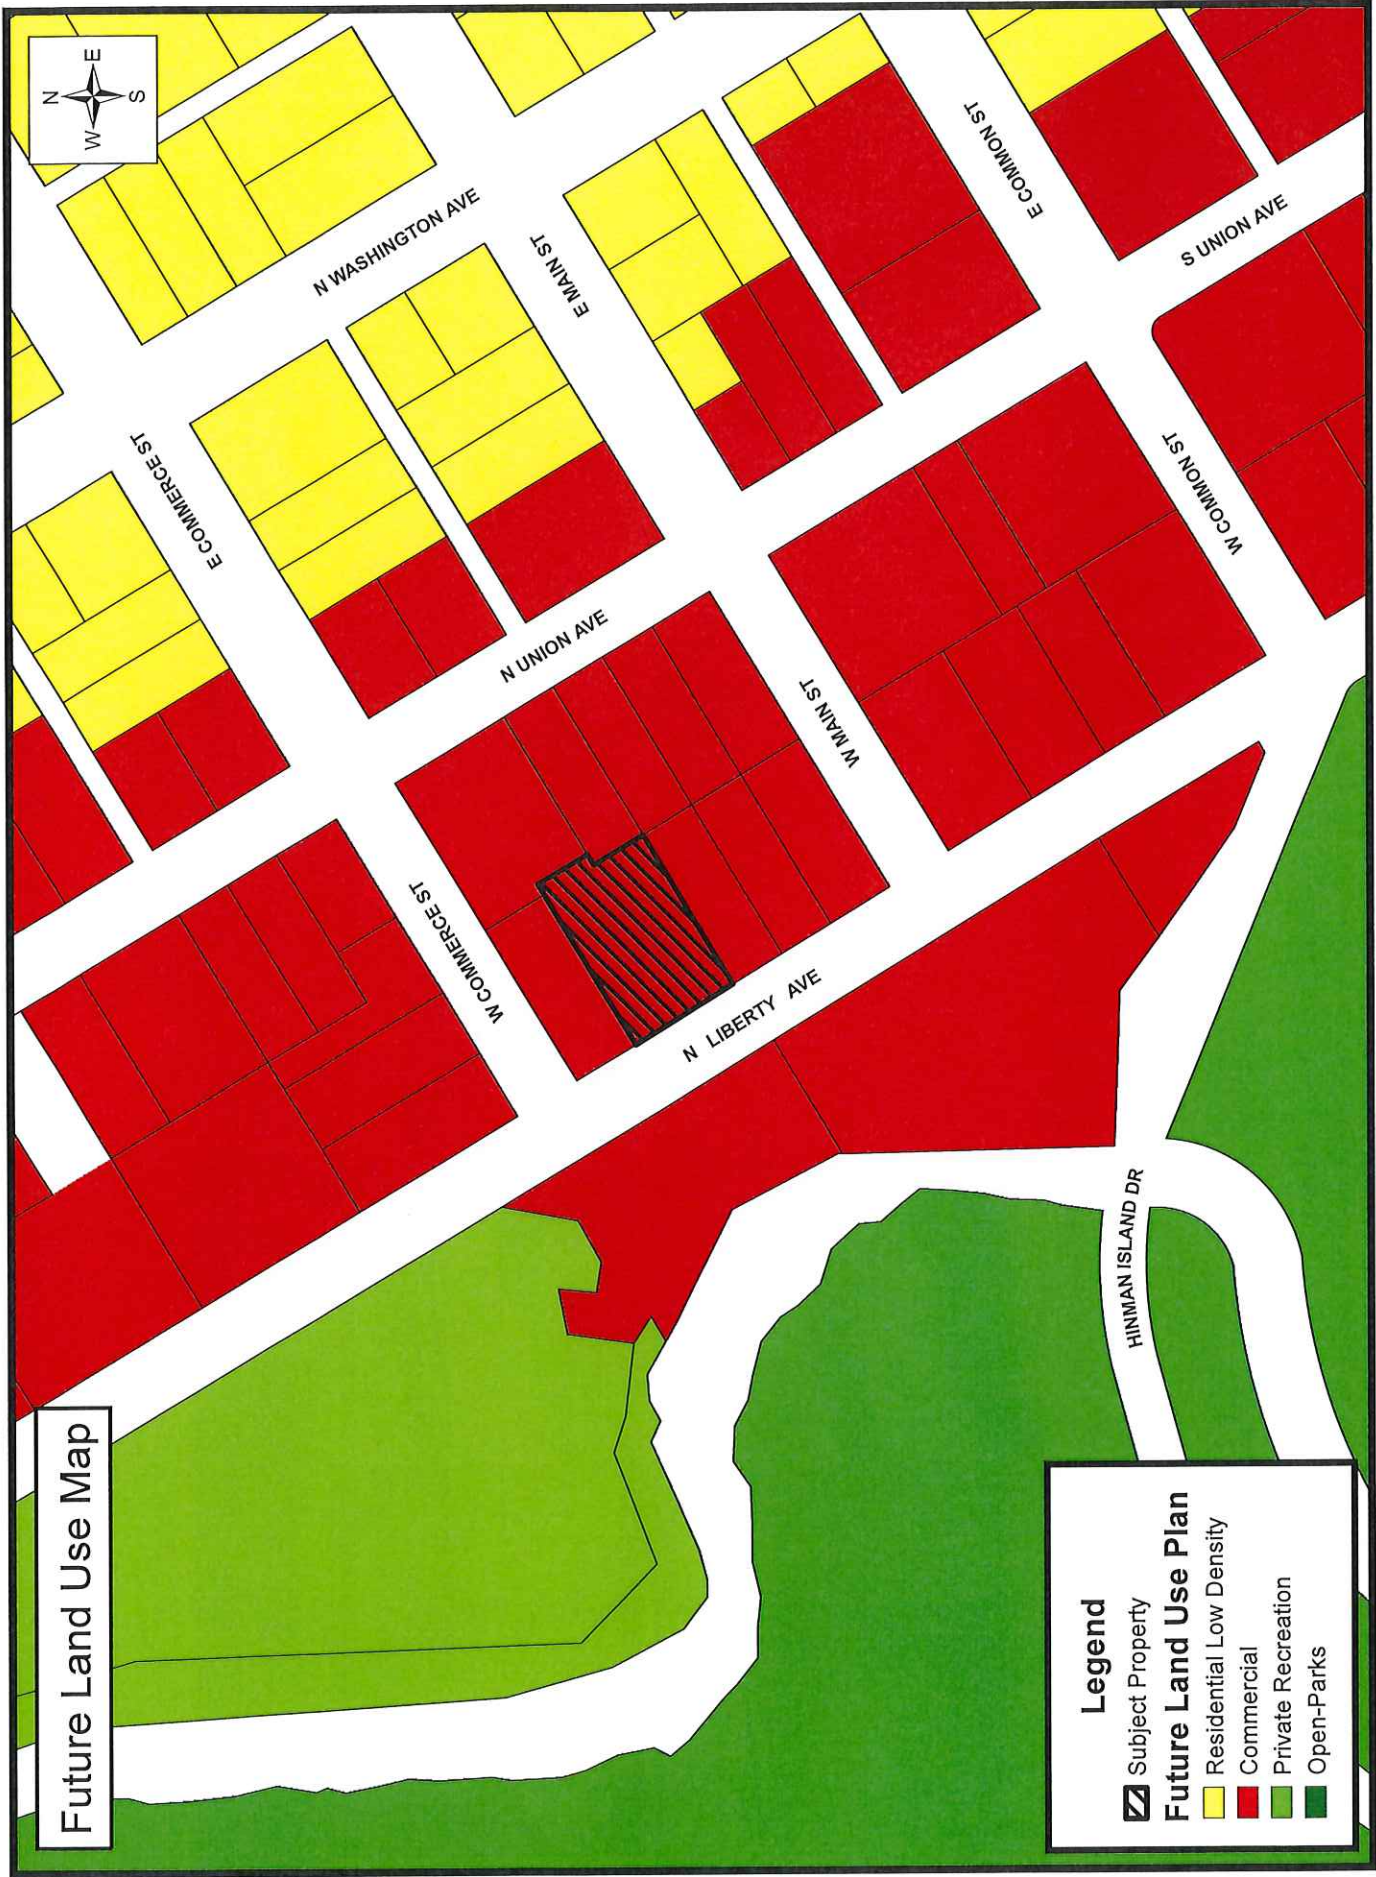 Future Land Use Map
N
W E
S
E COMMERCE ST
N WASHINGTON AVE
E MAIN ST
E COMMON ST
S UNION AVE
N UNION AVE
W COMMERCE ST
W MAIN ST
W COMMON ST
N LIBERTY AVE
HINMAN ISLAND DR
Legend
Subject Property
Future Land Use Plan
Residential Low Density
Commercial
Private Recreation
Open-Parks